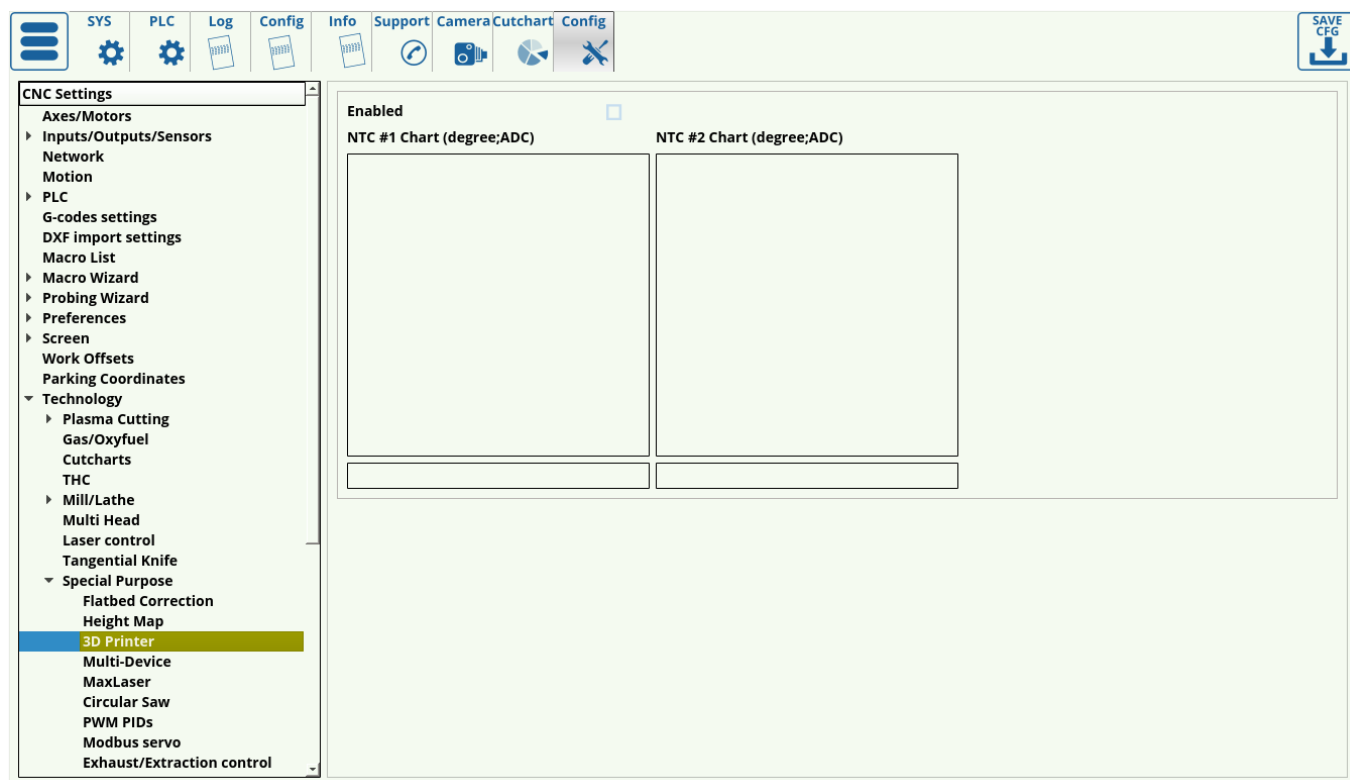 SYS PLC Log Config Info Support Camera Cutchart Config SAVE CFG
CNC Settings
Axes/Motors
Inputs/Outputs/Sensors
Network
Motion
PLC
G-codes settings
DXF import settings
Macro List
Macro Wizard
Probing Wizard
Preferences
Screen
Work Offsets
Parking Coordinates
Technology
Plasma Cutting
Gas/Oxyfuel
Cutcharts
THC
Mill/Lathe
Multi Head
Laser control
Tangential Knife
Special Purpose
Flatbed Correction
Height Map
3D Printer
Multi-Device
MaxLaser
Circular Saw
PWM PIDs
Modbus servo
Exhaust/Extraction control
Enabled
NTC #1 Chart (degree;ADC) NTC #2 Chart (degree;ADC)